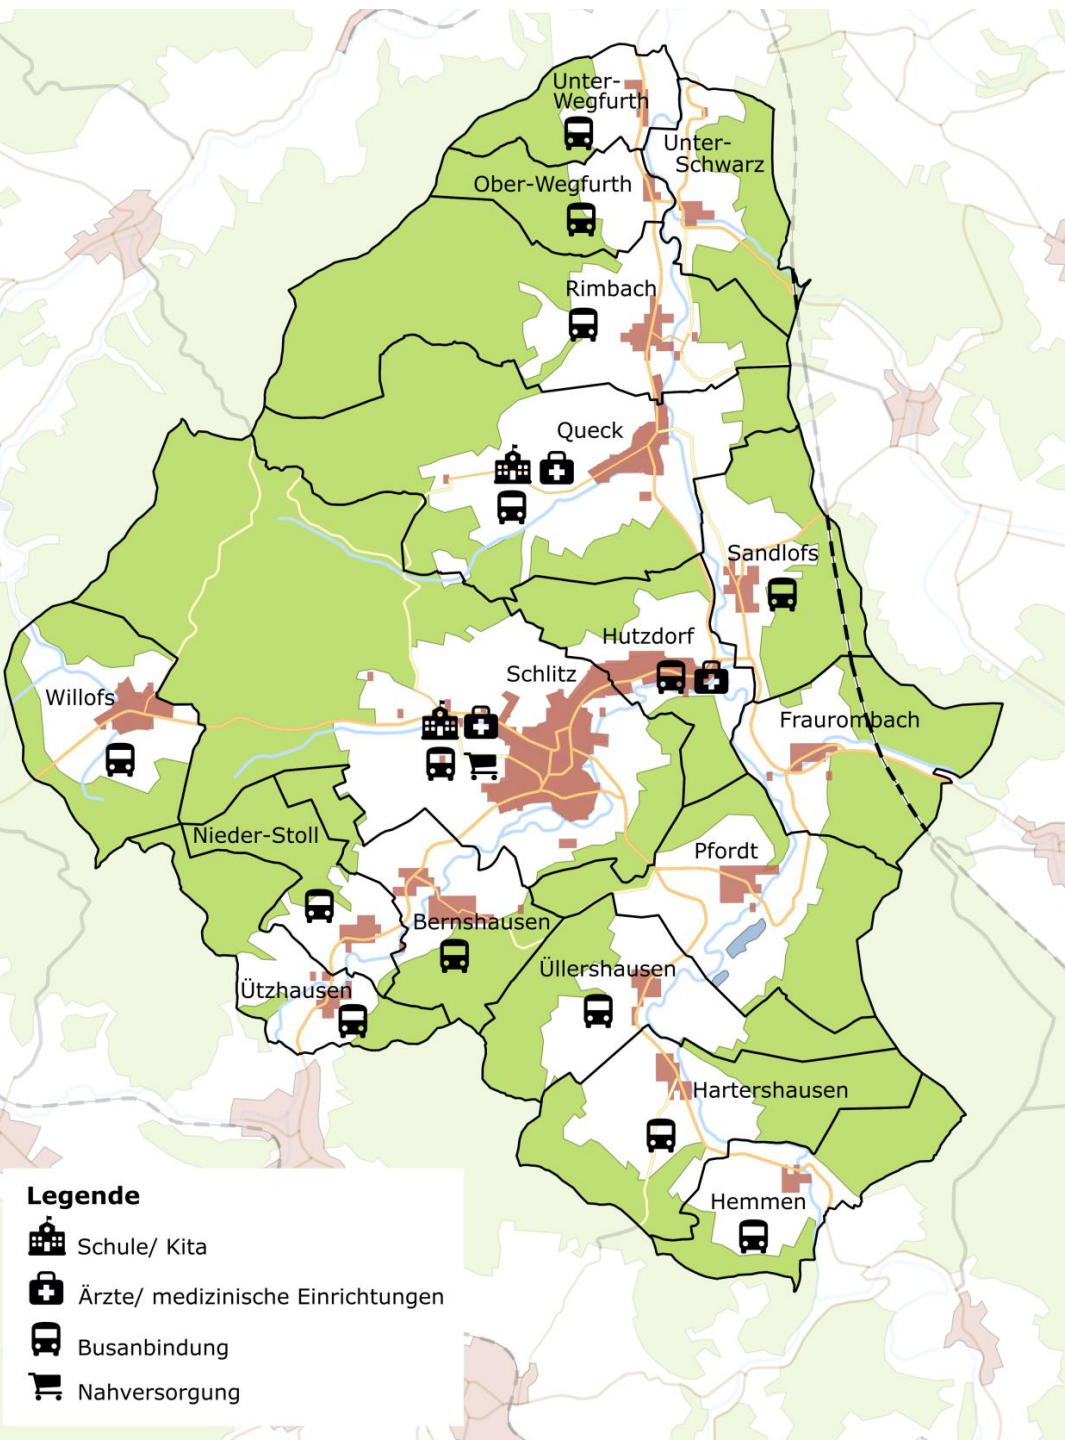 Unter-
Wegfurth
Unter-
Schwarz
Ober-Wegfurth
Rimbach
Queck
Sandlofs
Hutzdorf
Schlitz
Willofs
Fraurombach
Nieder-Stoll
Pfordt
Bernshausen
Üllershausen
Ützhausen
Hartershausen
Hemmen
Legende
Schule/ Kita
Ärzte/ medizinische Einrichtungen
Busanbindung
Nahversorgung